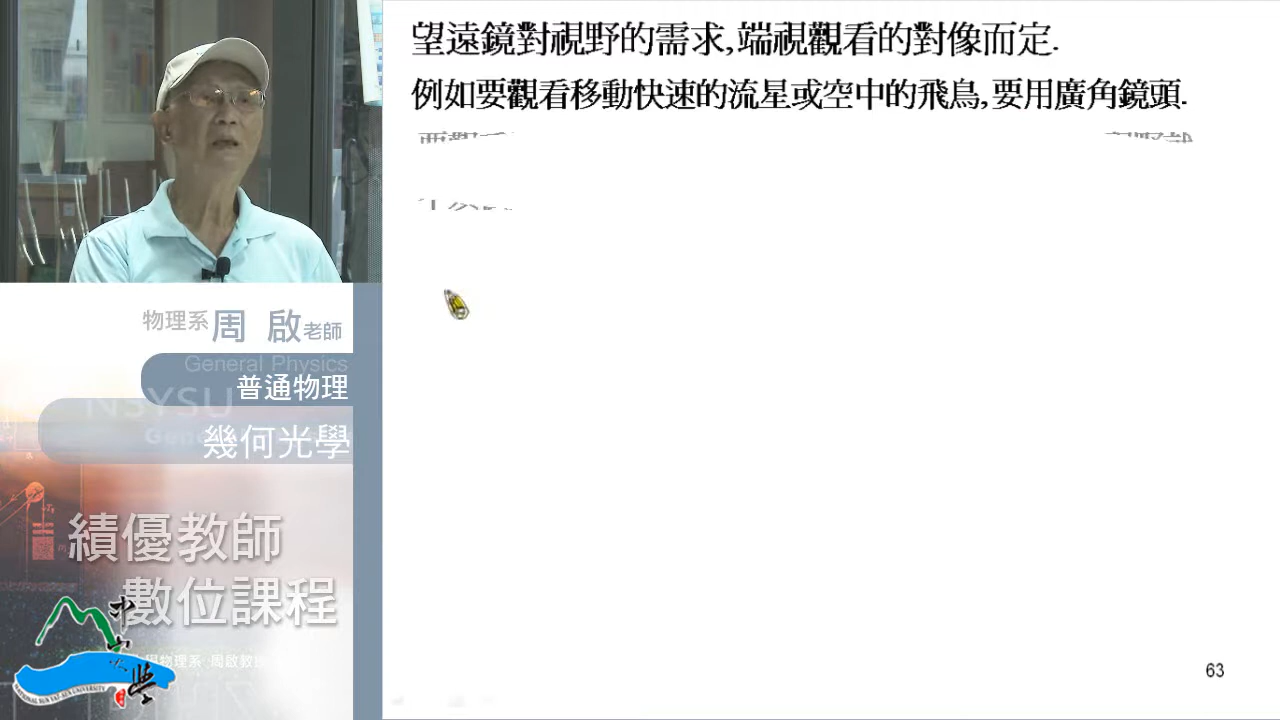 望遠鏡對視野的需求,端視觀看的對像而定.
例如要觀看移動快速的流星或空中的飛鳥,要用廣角鏡頭.
物理系 周 啟 老師
General Physics
普通物理
NSYSU
幾何光學
績優教師
數位課程
63